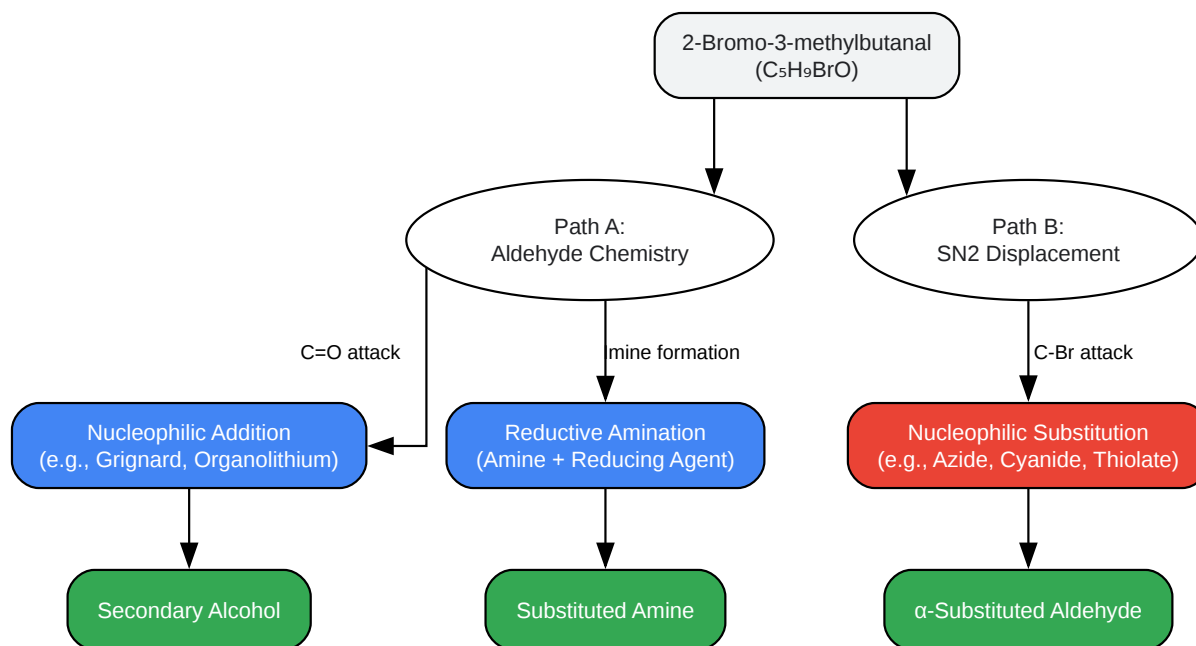 2-Bromo-3-methylbutanal
(C₅H₉BrO)
Path A:
Aldehyde Chemistry
Path B:
SN2 Displacement
C=O attack
Imine formation
C-Br attack
Nucleophilic Addition
(e.g., Grignard, Organolithium)
Reductive Amination
(Amine + Reducing Agent)
Nucleophilic Substitution
(e.g., Azide, Cyanide, Thiolate)
Secondary Alcohol
Substituted Amine
α-Substituted Aldehyde